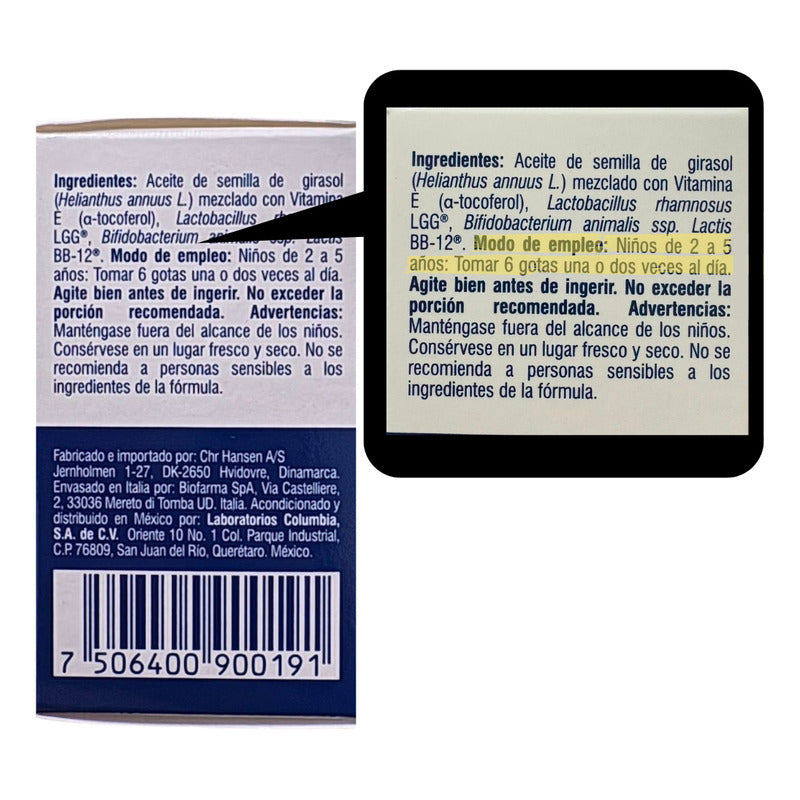 Ingredientes: Aceite de semilla de girasol
(Helianthus annuus L.) mezclado con Vitamina
E (α-tocoferol), Lactobacillus rhamnosus
LGG®, Bifidobacterium animalis ssp. Lactis
BB-12®. Modo de empleo: Niños de 2 a 5
años: Tomar 6 gotas una o dos veces al día.
Agite bien antes de ingerir. No exceder la
porción recomendada. Advertencias:
Manténgase fuera del alcance de los niños.
Consérvese en un lugar fresco y seco. No se
recomienda a personas sensibles a los
ingredientes de la fórmula.
Fabricado e importado por: Chr Hansen A/S
Jernholmen 1-27, DK-2650 Hvidovre, Dinamarca.
Envasado en Italia por: Biofarma SpA, Via Castelliere,
2, 33036 Mereto di Tomba UD. Italia. Acondicionado y
distribuido en México por: Laboratorios Columbia,
S.A. de C.V. Oriente 10 No. 1 Col. Parque Industrial,
C.P. 76809, San Juan del Río, Querétaro. México.
7 506400 900191
Ingredientes: Aceite de semilla de girasol
(Helianthus annuus L.) mezclado con Vitamina
E (α-tocoferol), Lactobacillus rhamnosus
LGG®, Bifidobacterium animalis ssp. Lactis
BB-12®. Modo de empleo: Niños de 2 a 5
años: Tomar 6 gotas una o dos veces al día.
Agite bien antes de ingerir. No exceder la
porción recomendada. Advertencias:
Manténgase fuera del alcance de los niños.
Consérvese en un lugar fresco y seco. No se
recomienda a personas sensibles a los
ingredientes de la fórmula.